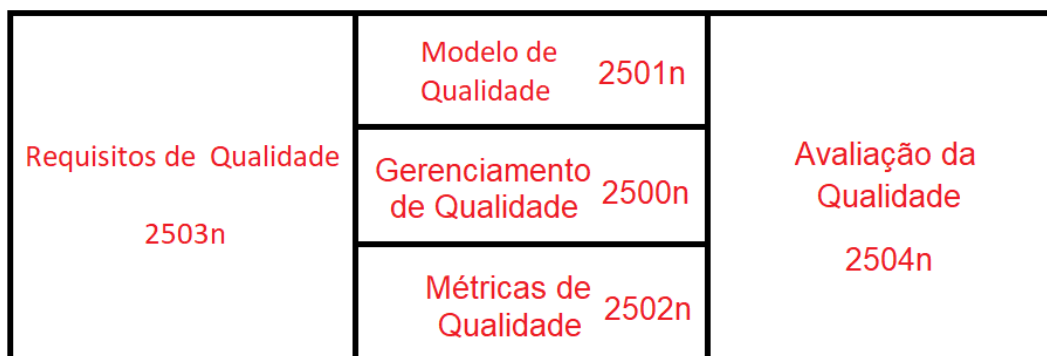 Requisitos de Qualidade
2503n
Modelo de
Qualidade 2501n
Gerenciamento
de Qualidade 2500n
Métricas de
Qualidade 2502n
Avaliação da
Qualidade
2504n